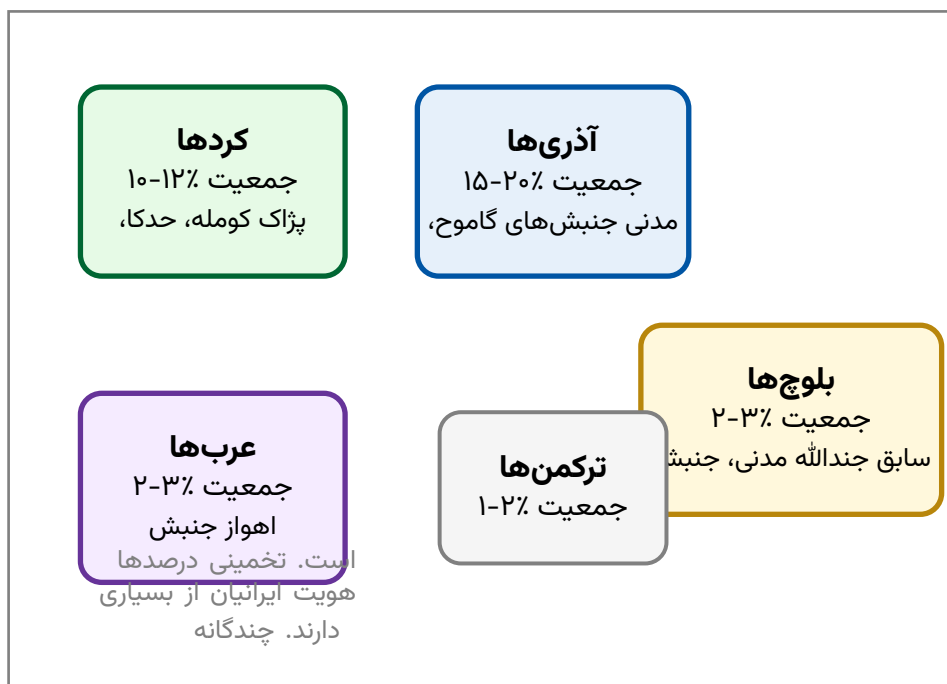 آذری‌ها
جمعیت ۱۵-۲۰٪
مدنی جنبش‌های گاموح،
کردها
جمعیت ۱۰-۱۲٪
پژاک کومله، حدکا،
بلوچ‌ها
جمعیت ۲-۳٪
سابق جندالله مدنی،
ترکمن‌ها
جمعیت ۱-۲٪
عرب‌ها
جمعیت ۲-۳٪
اهواز جنبش
است. تخمینی درصدها
هویت ایرانیان از بسیاری
دارند. چندگانه